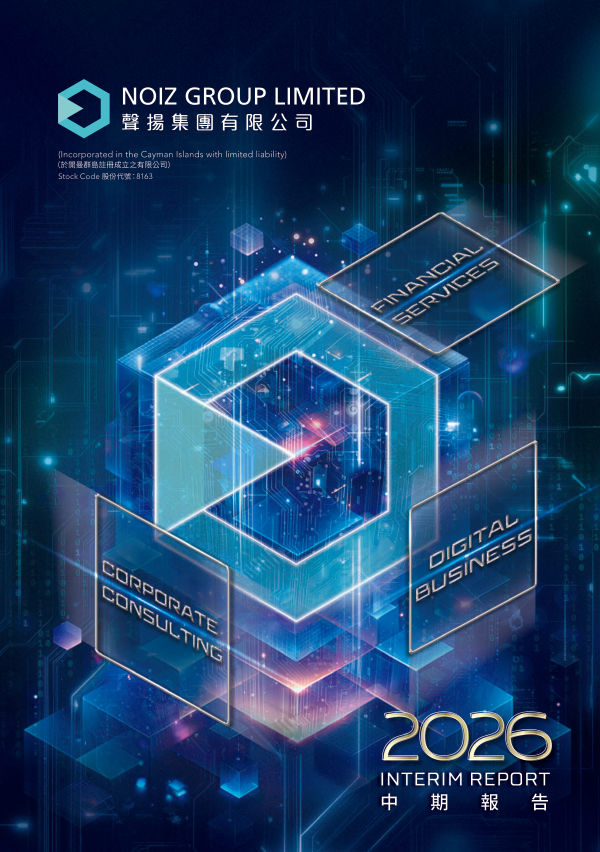 NOIZ GROUP LIMITED
聲揚集團有限公司
(Incorporated in the Cayman Islands with limited liability)
(於開曼群島註冊成立之有限公司)
Stock Code 股份代號：8163
FINANCIAL
SERVICES
DIGITAL
BUSINESS
CORPORATE
CONSULTING
2026
INTERIM REPORT
中期報告